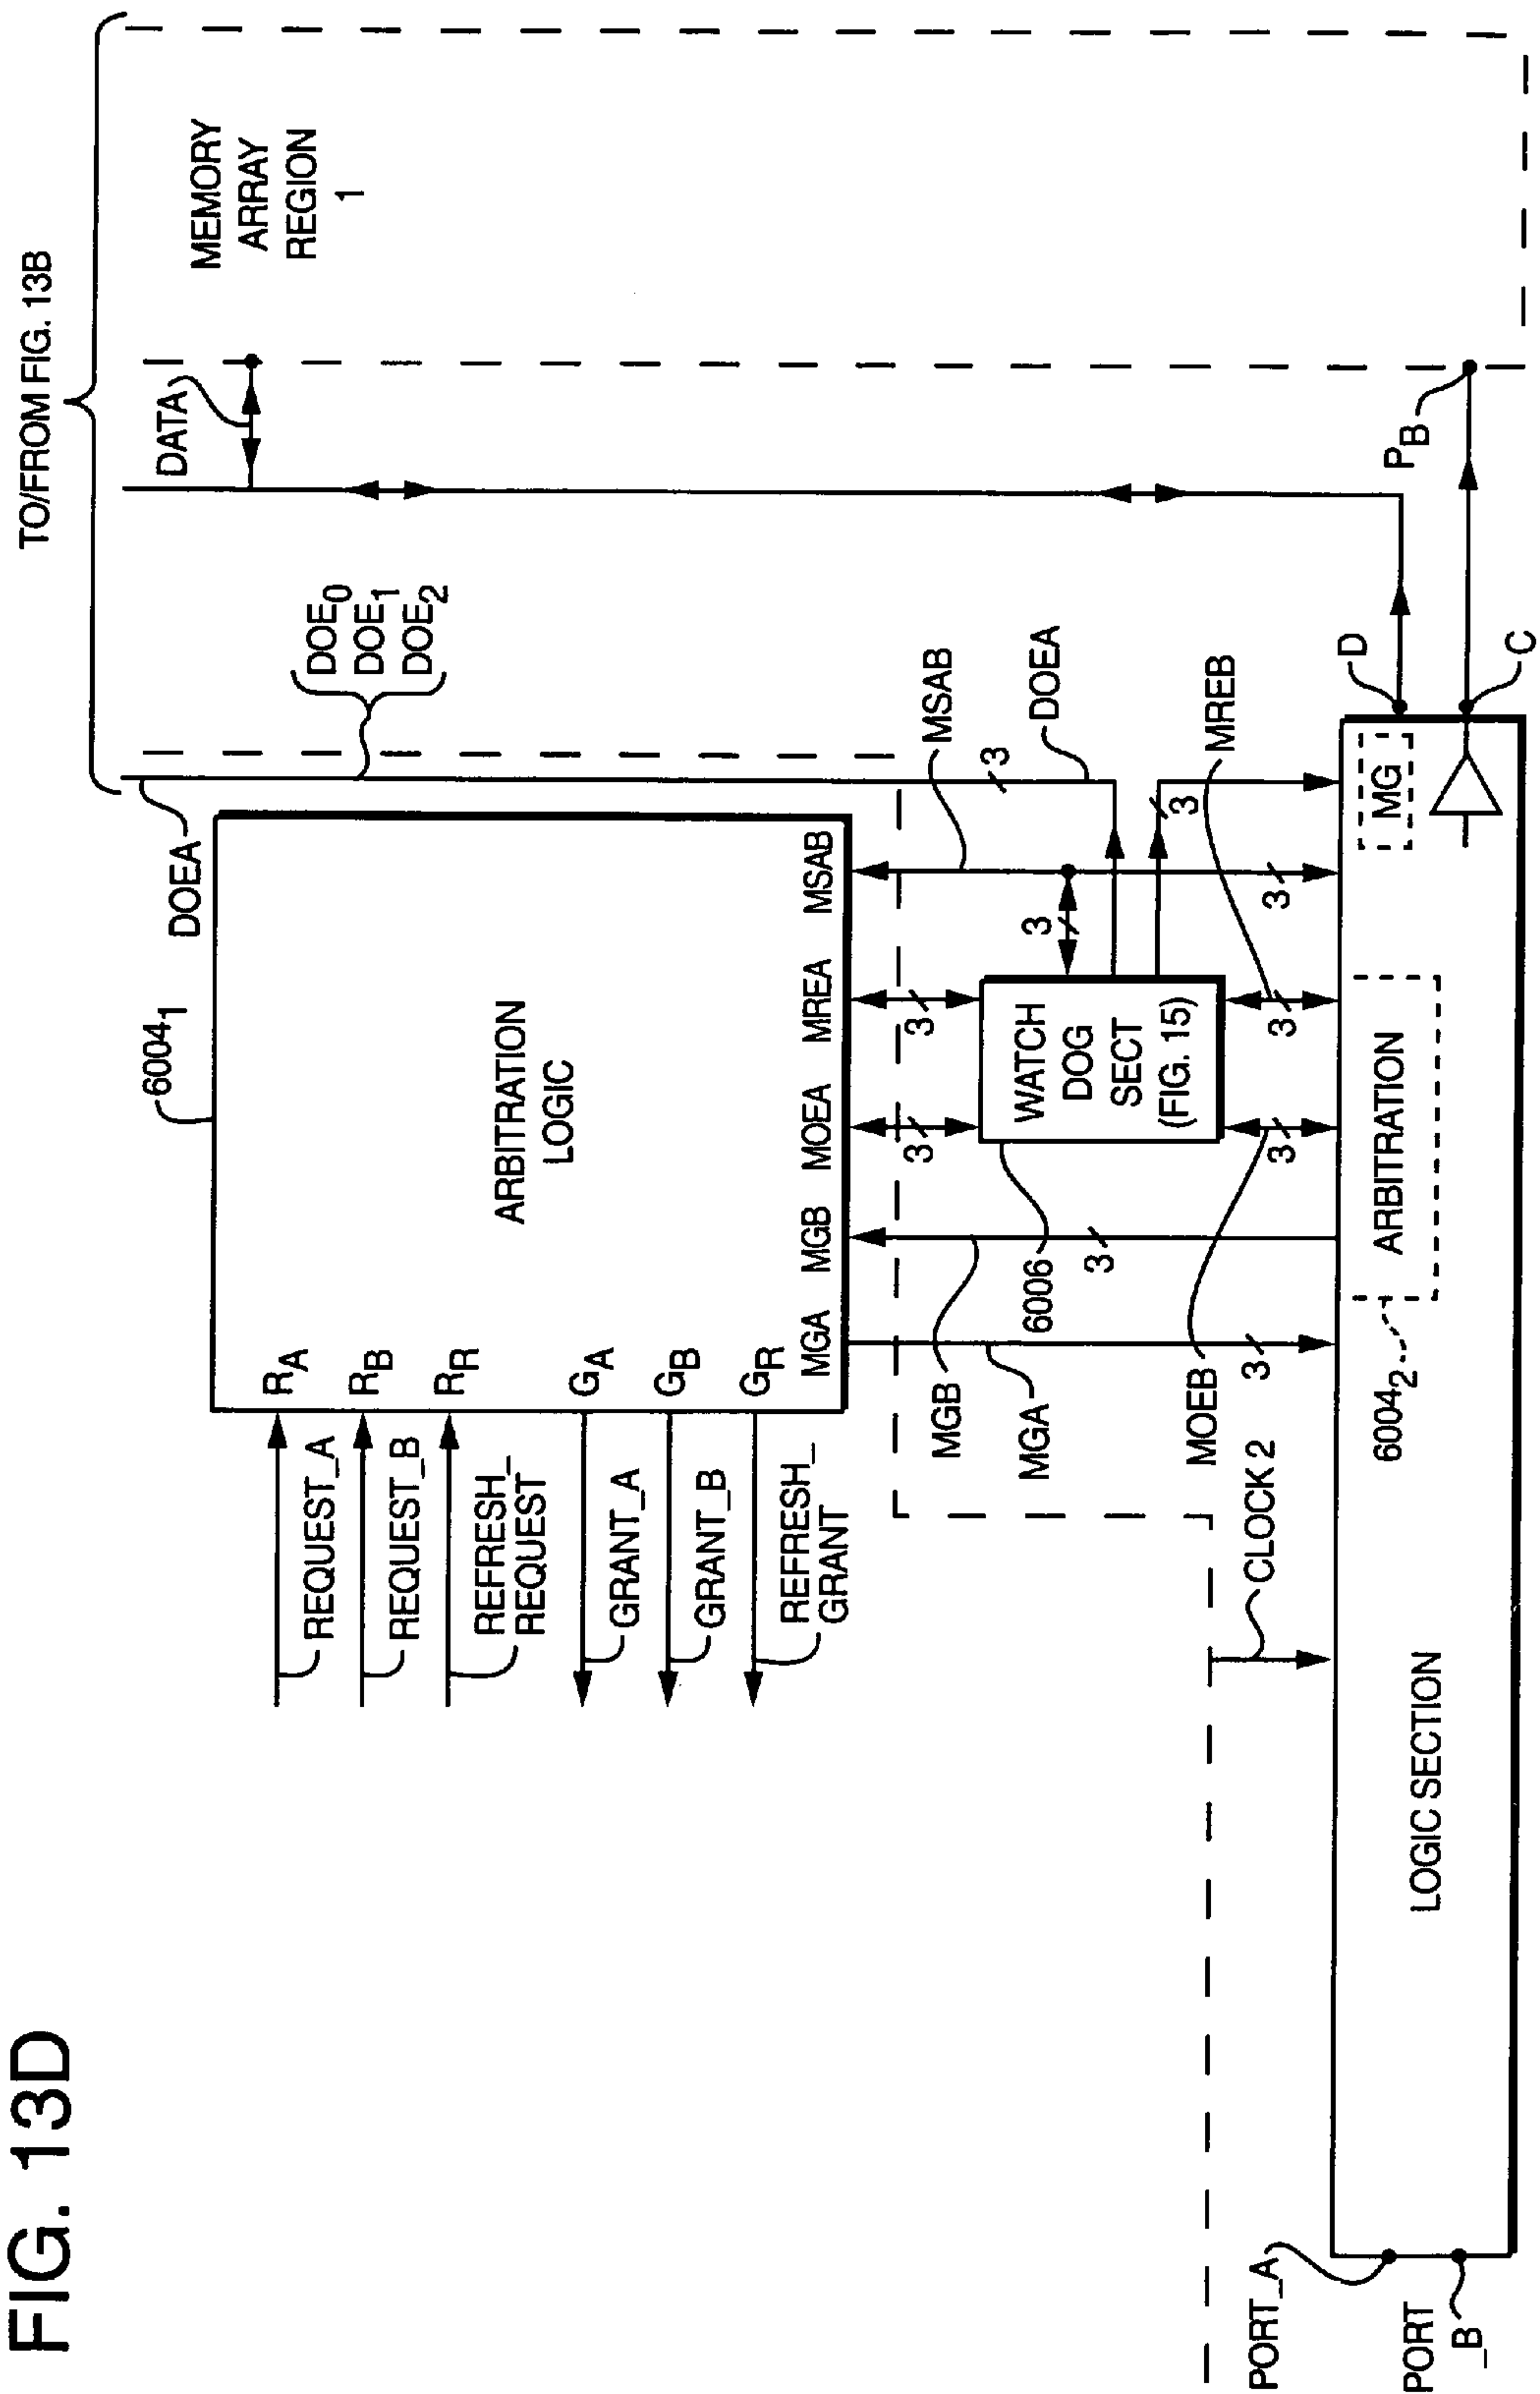 FIG. 13D
TO/FROM FIG. 13B
MEMORY
ARRAY
REGION
1
DATA
DOE0
DOE1
DOE2
DOEA
60041
ARBITRATION
LOGIC
RA
RB
RR
GA
GB
GR
REQUEST_A
REQUEST_B
REFRESH_
REQUEST
GRANT_A
GRANT_B
REFRESH_
GRANT
MGA
MGB
MOEA
MREA
MSAB
MSAB
DOEA
MREB
3
3
3
3
3
3
3
3
3
3
WATCH
DOG
SECT
(FIG. 15)
6006
MGB
MGA
MOEB
CLOCK 2
PB
D
C
MG
ARBITRATION
60042
LOGIC SECTION
PORT_A
PORT
_B